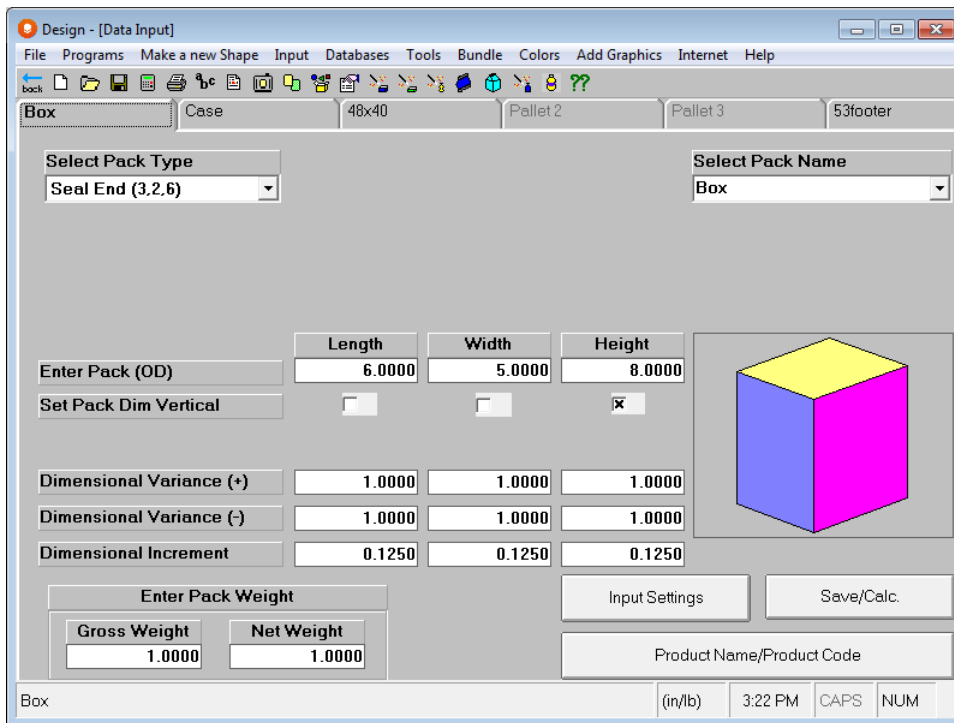 Design - [Data Input]
File Programs Make a new Shape Input Databases Tools Bundle Colors Add Graphics Internet Help
back abc ??
Box Case 48x40 Pallet 2 Pallet 3 53footer
Select Pack Type Select Pack Name
Seal End (3,2,6) Box
Length Width Height
Enter Pack (OD) 6.0000 5.0000 8.0000
Set Pack Dim Vertical
Dimensional Variance (+) 1.0000 1.0000 1.0000
Dimensional Variance (-) 1.0000 1.0000 1.0000
Dimensional Increment 0.1250 0.1250 0.1250
Enter Pack Weight Input Settings Save/Calc.
Gross Weight Net Weight
1.0000 1.0000 Product Name/Product Code
Box (in/lb) 3:22 PM CAPS NUM